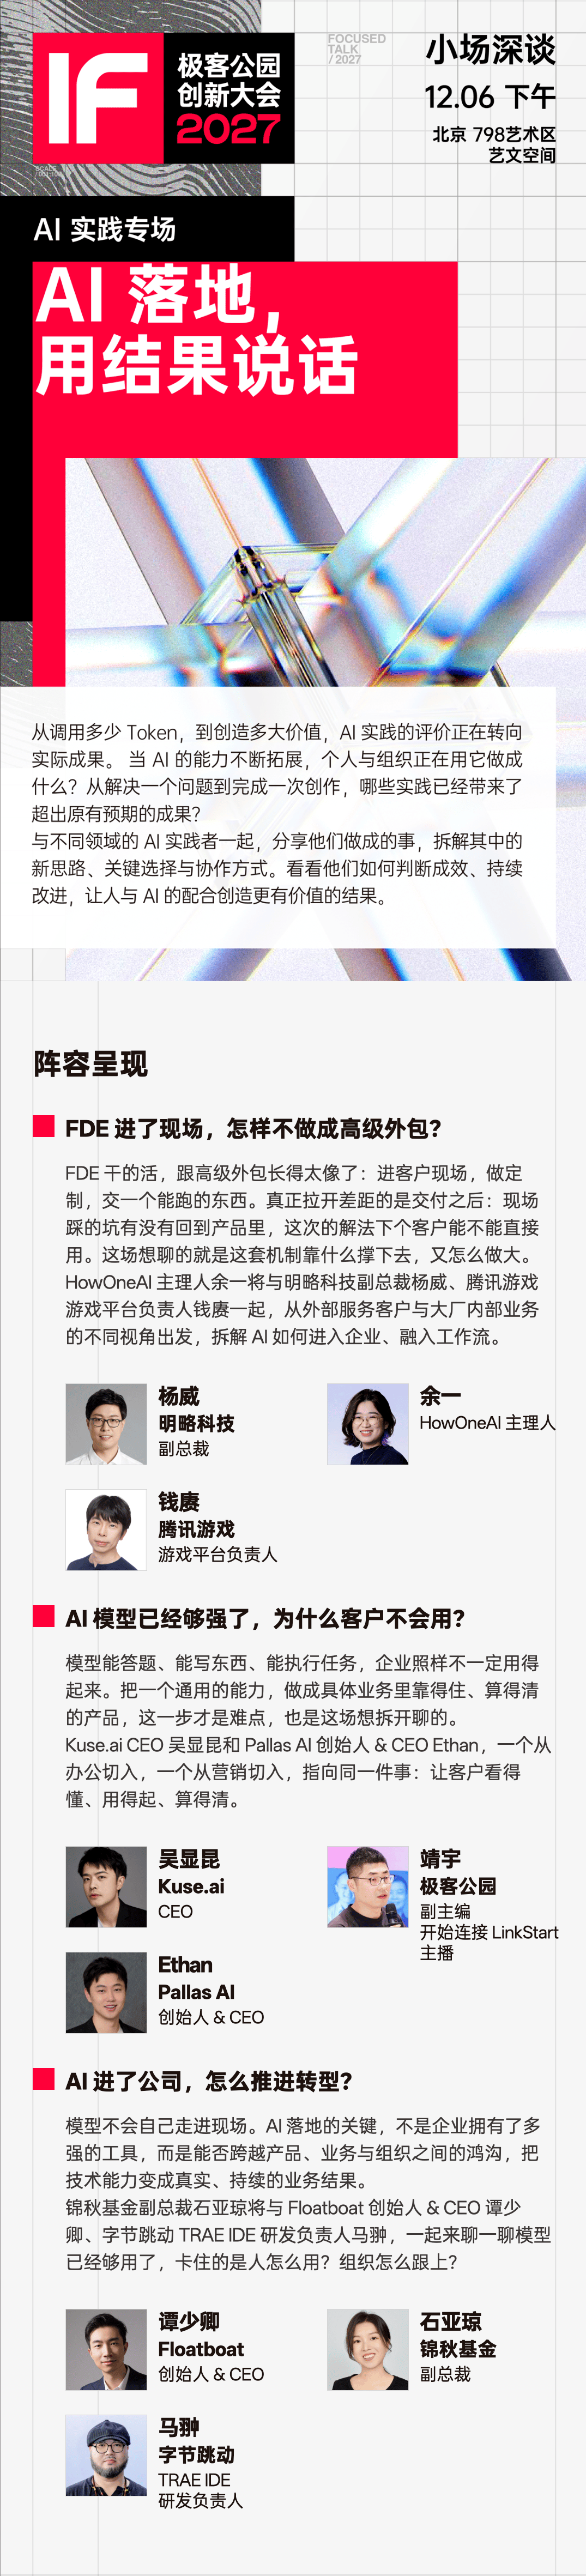 IF
极客公园
创新大会
2027
FOCUSED
TALK
/ 2027
小场深谈
12.06 下午
北京 798艺术区
艺文空间
AI 实践专场
AI 落地，
用结果说话
从调用多少 Token，到创造多大价值，AI 实践的评价正在转向
实际成果。 当 AI 的能力不断拓展，个人与组织正在用它做成
什么？从解决一个问题到完成一次创作，哪些实践已经带来了
超出原有预期的成果？
与不同领域的 AI 实践者一起，分享他们做成的事，拆解其中的
新思路、关键选择与协作方式。看看他们如何判断成效、持续
改进，让人与 AI 的配合创造更有价值的结果。
阵容呈现
FDE 进了现场，怎样不做成高级外包？
FDE 干的活，跟高级外包长得太像了：进客户现场，做定
制，交一个能跑的东西。真正拉开差距的是交付之后：现场
踩的坑有没有回到产品里，这次的解法下个客户能不能直接
用。这场想聊的就是这套机制靠什么撑下去，又怎么做大。
HowOneAI 主理人余一将与明略科技副总裁杨威、腾讯游戏
游戏平台负责人钱赓一起，从外部服务客户与大厂内部业务
的不同视角出发，拆解 AI 如何进入企业、融入工作流。
杨威
明略科技
副总裁
余一
HowOneAI 主理人
钱赓
腾讯游戏
游戏平台负责人
AI 模型已经够强了，为什么客户不会用？
模型能答题、能写东西、能执行任务，企业照样不一定用得
起来。把一个通用的能力，做成具体业务里靠得住、算得清
的产品，这一步才是难点，也是这场想拆开聊的。
Kuse.ai CEO 吴显昆和 Pallas AI 创始人 & CEO Ethan，一个从
办公切入，一个从营销切入，指向同一件事：让客户看得
懂、用得起、算得清。
吴显昆
Kuse.ai
CEO
靖宇
极客公园
副主编
开始连接 LinkStart
主播
Ethan
Pallas AI
创始人 & CEO
AI 进了公司，怎么推进转型？
模型不会自己走进现场。AI 落地的关键，不是企业拥有了多
强的工具，而是能否跨越产品、业务与组织之间的鸿沟，把
技术能力变成真实、持续的业务结果。
锦秋基金副总裁石亚琼将与 Floatboat 创始人 & CEO 谭少
卿、字节跳动 TRAE IDE 研发负责人马翀，一起来聊一聊模型
已经够用了，卡住的是人怎么用？组织怎么跟上？
谭少卿
Floatboat
创始人 & CEO
石亚琼
锦秋基金
副总裁
马翀
字节跳动
TRAE IDE
研发负责人